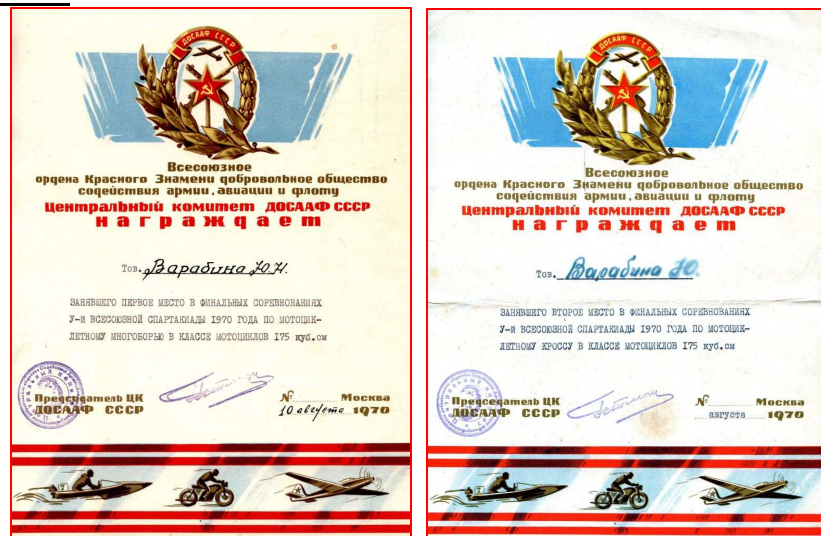 ДОСААФ СССР
Всесоюзное
ордена Красного Знамени добровольное общество
содействия армии, авиации и флоту
Центральный комитет ДОСААФ СССР
награждает
Тов. Варабина Ю.Н.
ЗАНЯВШЕГО ПЕРВОЕ МЕСТО В ФИНАЛЬНЫХ СОРЕВНОВАНИЯХ
У-й ВСЕСОЮЗНОЙ СПАРТАКИАДЫ 1970 ГОДА ПО МОТОЦИК-
ЛЕТНОМУ МНОГОБОРЬЮ В КЛАССЕ МОТОЦИКЛОВ 175 куб.см
Председатель ЦК
ДОСААФ СССР
№ Москва
10 августа 1970
ДОСААФ СССР
Всесоюзное
ордена Красного Знамени добровольное общество
содействия армии, авиации и флоту
Центральный комитет ДОСААФ СССР
награждает
Тов. Варабина Ю.
ЗАНЯВШЕГО ВТОРОЕ МЕСТО В ФИНАЛЬНЫХ СОРЕВНОВАНИЯХ
У-й ВСЕСОЮЗНОЙ СПАРТАКИАДЫ 1970 ГОДА ПО МОТОЦИК-
ЛЕТНОМУ КРОССУ В КЛАССЕ МОТОЦИКЛОВ 175 куб.см
Председатель ЦК
ДОСААФ СССР
№ Москва
августа 1970